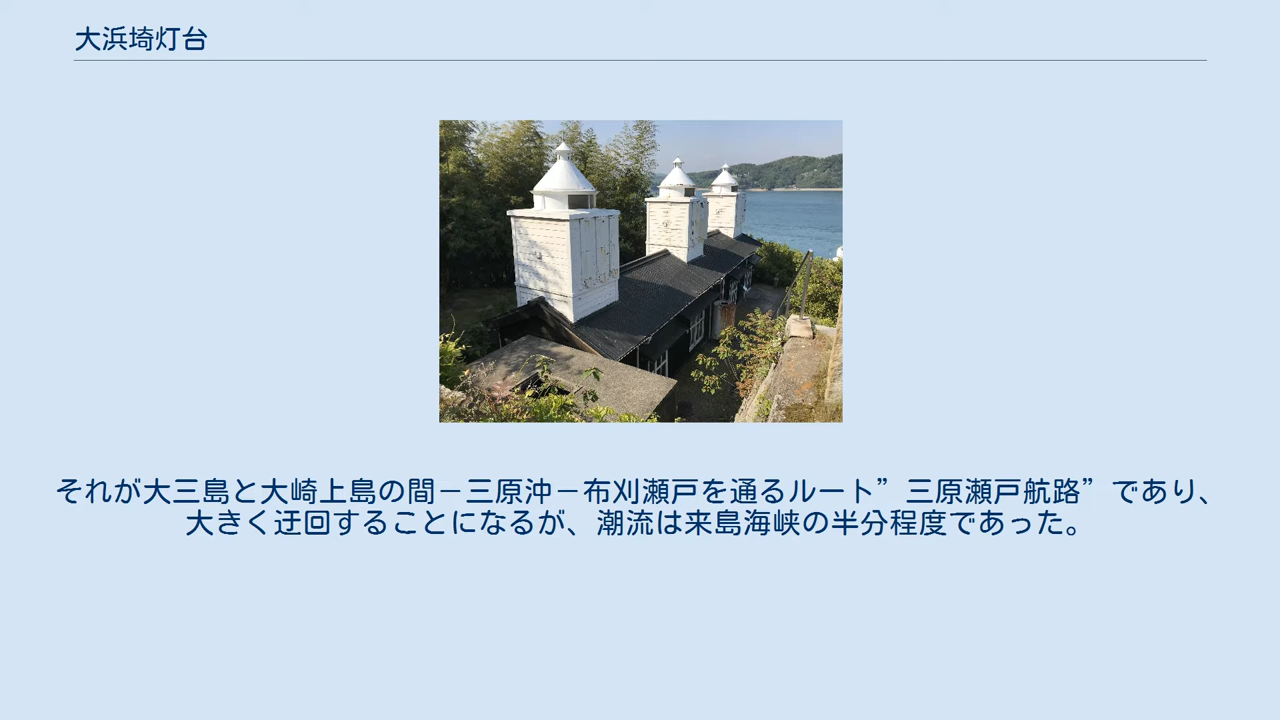 大浜埼灯台
それが大三島と大崎上島の間－三原沖－布刈瀬戸を通るルート”三原瀬戸航路”であり、
大きく迂回することになるが、潮流は来島海峡の半分程度であった。